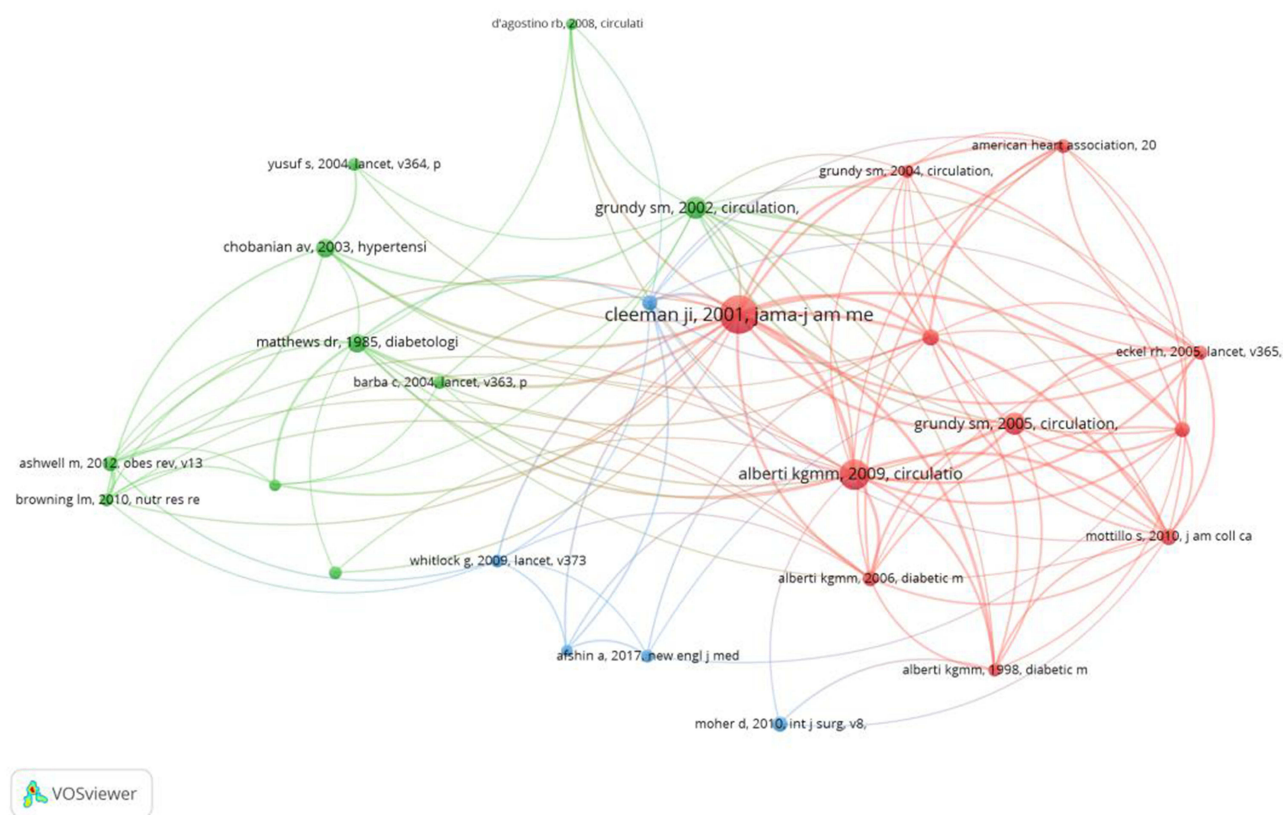 d'agostino rb, 2008, circulati
american heart association, 20
yusuf s, 2004, lancet, v364, p
grundy sm, 2004, circulation,
grundy sm, 2002, circulation,
chobanian av, 2003, hypertensi
cleeman ji, 2001, jama-j am me
matthews dr, 1985, diabetologi
eckel rh, 2005, lancet, v365,
barba c, 2004, lancet, v363, p
grundy sm, 2005, circulation,
ashwell m, 2012, obes rev, v13
alberti kgmm, 2009, circulatio
browning lm, 2010, nutr res re
mottillo s, 2010, j am coll ca
whitlock g, 2009, lancet, v373
alberti kgmm, 2006, diabetic m
afshin a, 2017, new engl j med
alberti kgmm, 1998, diabetic m
moher d, 2010, int j surg, v8,
VOSviewer